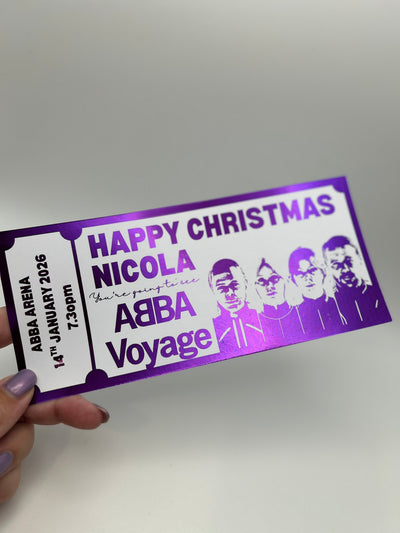 ABBA ARENA
14TH JANUARY 2026
7.30pm
HAPPY CHRISTMAS
NICOLA
You're going to see
ABBA
Voyage